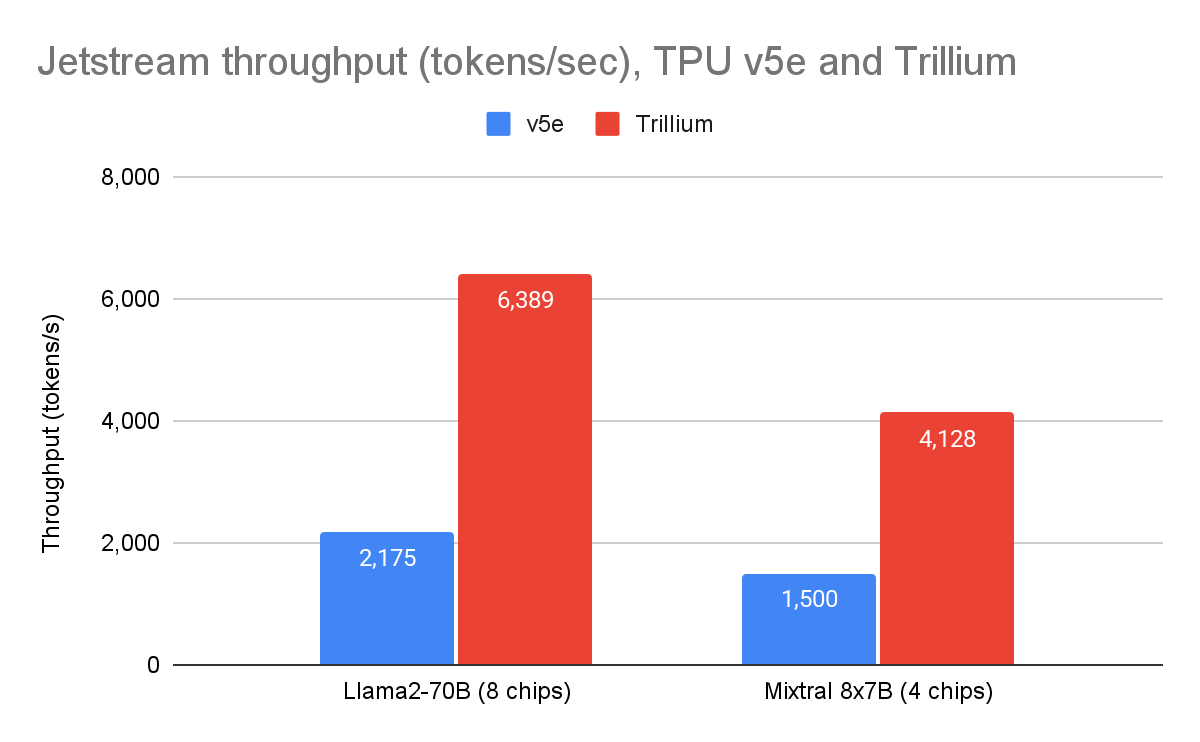 Jetstream throughput (tokens/sec), TPU v5e and Trillium
v5e Trillium
8,000
6,000
4,000
2,000
0
Throughput (tokens/s)
2,175
6,389
1,500
4,128
Llama2-70B (8 chips)
Mixtral 8x7B (4 chips)